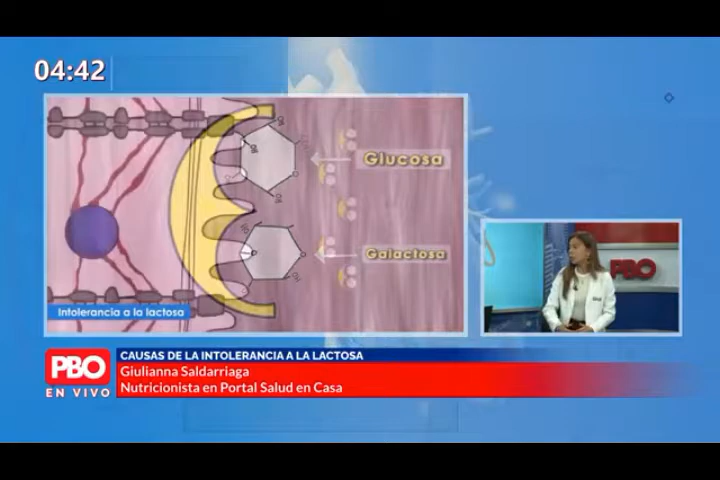 04:42
Glucosa
Galactosa
Intolerancia a la lactosa
PBO
PBO
EN VIVO
CAUSAS DE LA INTOLERANCIA A LA LACTOSA
Giulianna Saldarriaga
Nutricionista en Portal Salud en Casa